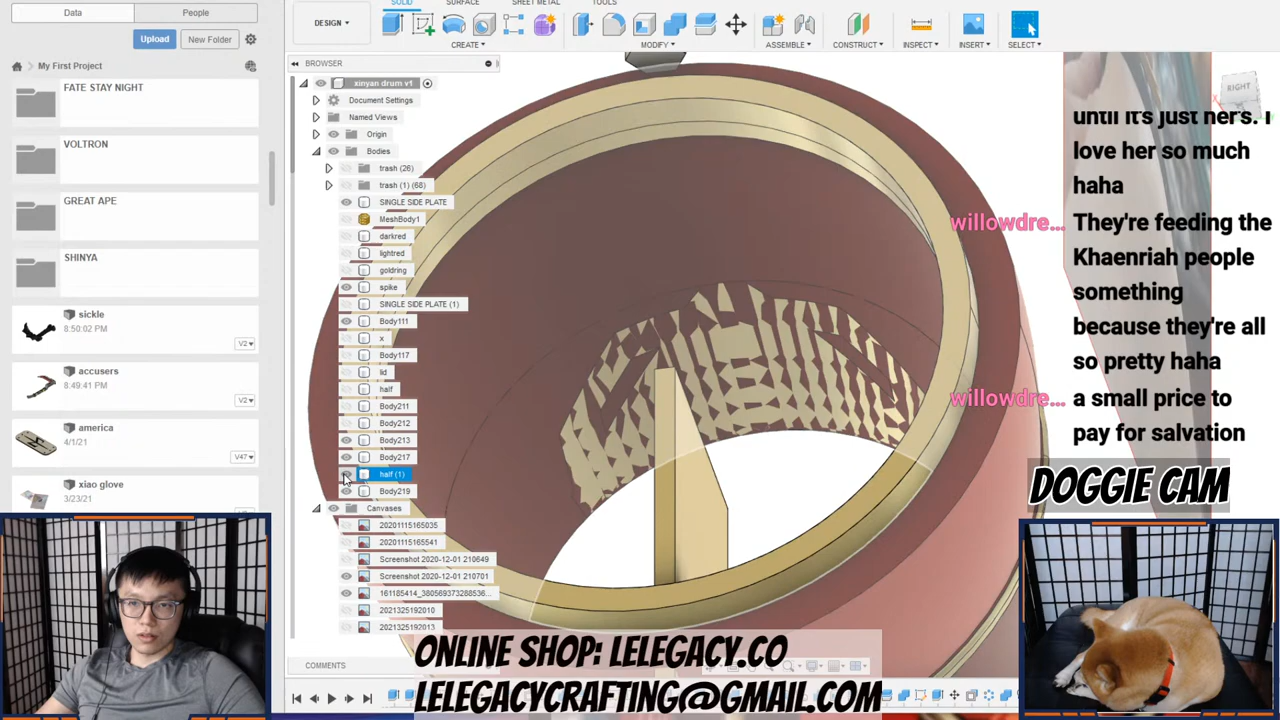 Data
People
SOLID
SURFACE
SHEET METAL
TOOLS
Upload
New Folder
DESIGN
CREATE
MODIFY
ASSEMBLE
CONSTRUCT
INSPECT
INSERT
SELECT
My First Project
BROWSER
FATE STAY NIGHT
VOLTRON
GREAT APE
SHINYA
sickle
8:50:02 PM
V2
accusers
8:49:41 PM
V2
america
4/1/21
V47
xiao glove
3/23/21
xinyan drum v1
Document Settings
Named Views
Origin
Bodies
trash (26)
trash (1) (68)
SINGLE SIDE PLATE
MeshBody1
darkred
lightred
goldring
spike
SINGLE SIDE PLATE (1)
Body111
x
Body117
lid
half
Body211
Body212
Body213
Body217
half (1)
Body219
Canvases
20201115165035
20201115165541
Screenshot 2020-12-01 210649
Screenshot 2020-12-01 210701
161185414_380569373288536...
2021325192010
2021325192013
COMMENTS
RIGHT
until it's just hers. I
love her so much
haha
willowdre... They're feeding the
Khaenriah people
something
because they're all
so pretty haha
willowdre... a small price to
pay for salvation
DOGGIE CAM
ONLINE SHOP: LELEGACY.CO
LELEGACYCRAFTING@GMAIL.COM